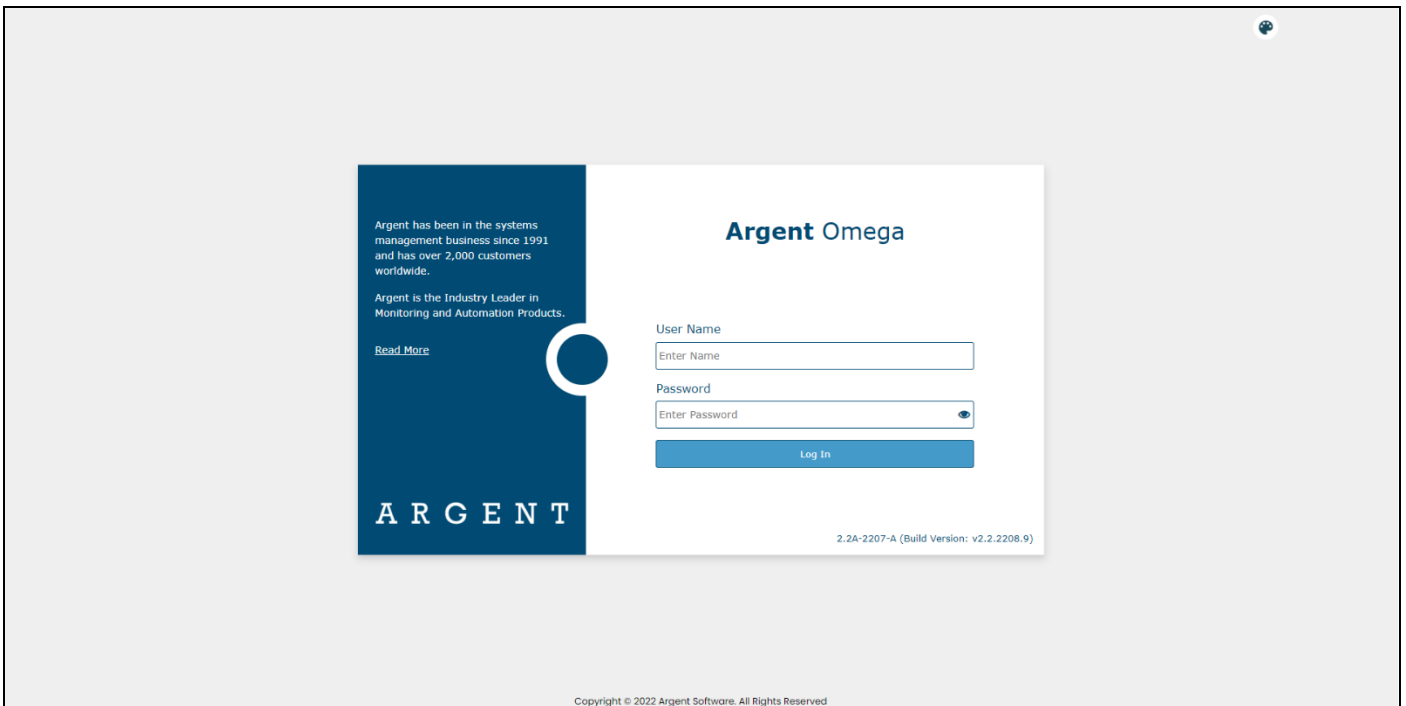 Argent has been in the systems
management business since 1991
and has over 2,000 customers
worldwide.
Argent is the Industry Leader in
Monitoring and Automation Products.
Read More
ARGENT
Argent Omega
User Name
Enter Name
Password
Enter Password
Log In
2.2A-2207-A (Build Version: v2.2.2208.9)
Copyright © 2022 Argent Software. All Rights Reserved